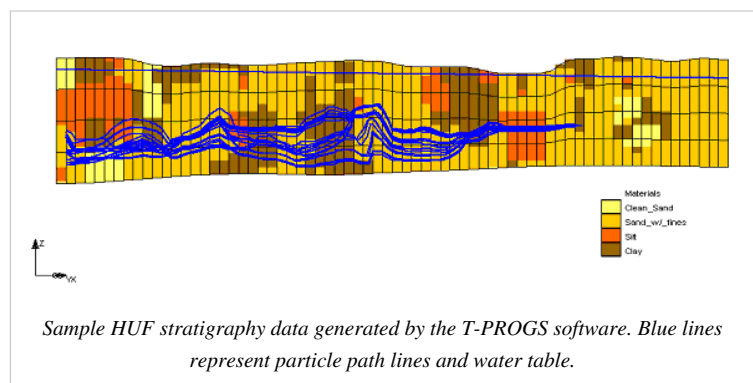 Materials
Clean_Sand
Sand_w/_fines
Silt
Clay
Z
YX
Sample HUF stratigraphy data generated by the T-PROGS software. Blue lines
represent particle path lines and water table.